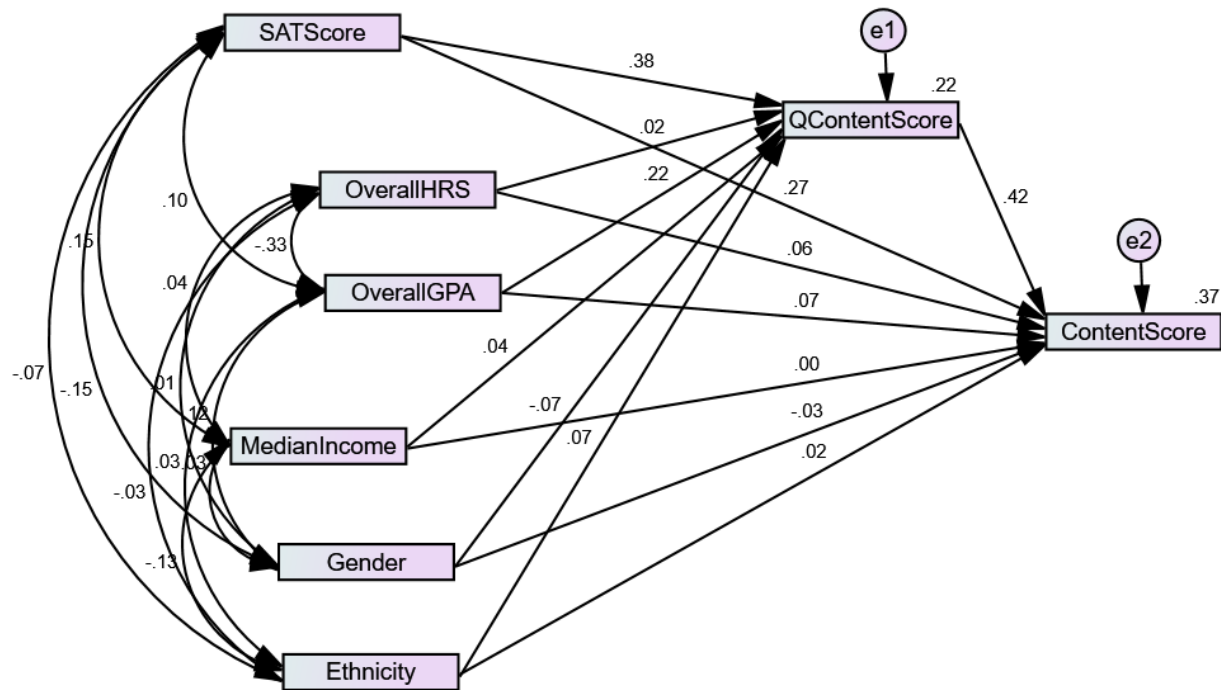 SATScore
e1
.38
.22
QContentScore
.02
.22
.27
OverallHRS
.10
-.33
.42
.15
.06
e2
.04
OverallGPA
.07
.37
ContentScore
.04
.00
-.07
-.15
.01
.12
-.07
-.03
MedianIncome
.07
.02
.03
.03
-.03
-.13
Gender
Ethnicity